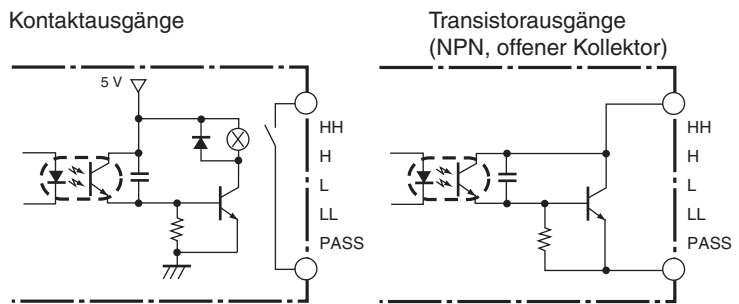 Kontaktausgänge
Transistorausgänge
(NPN, offener Kollektor)
5 V
HH
H
L
LL
PASS
HH
H
L
LL
PASS